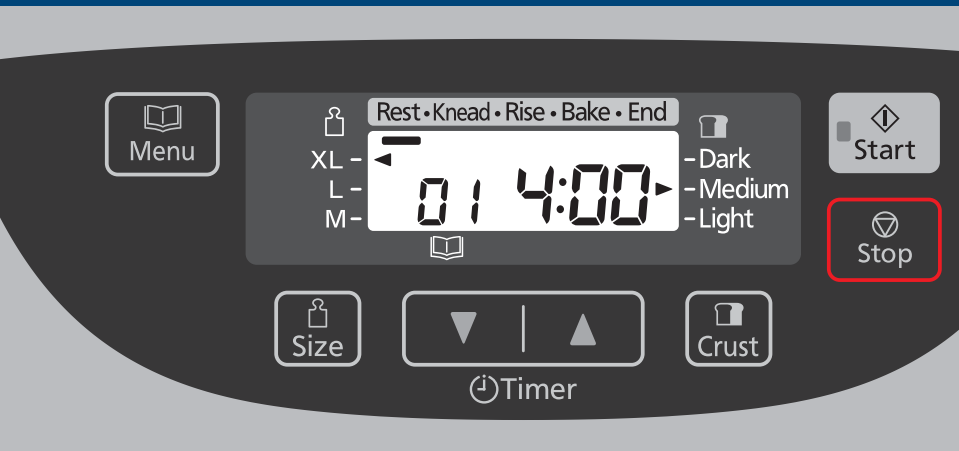 Menu
Rest • Knead • Rise • Bake • End
XL
L
M
01 4:00
Dark
Medium
Light
Start
Stop
Size
Timer
Crust